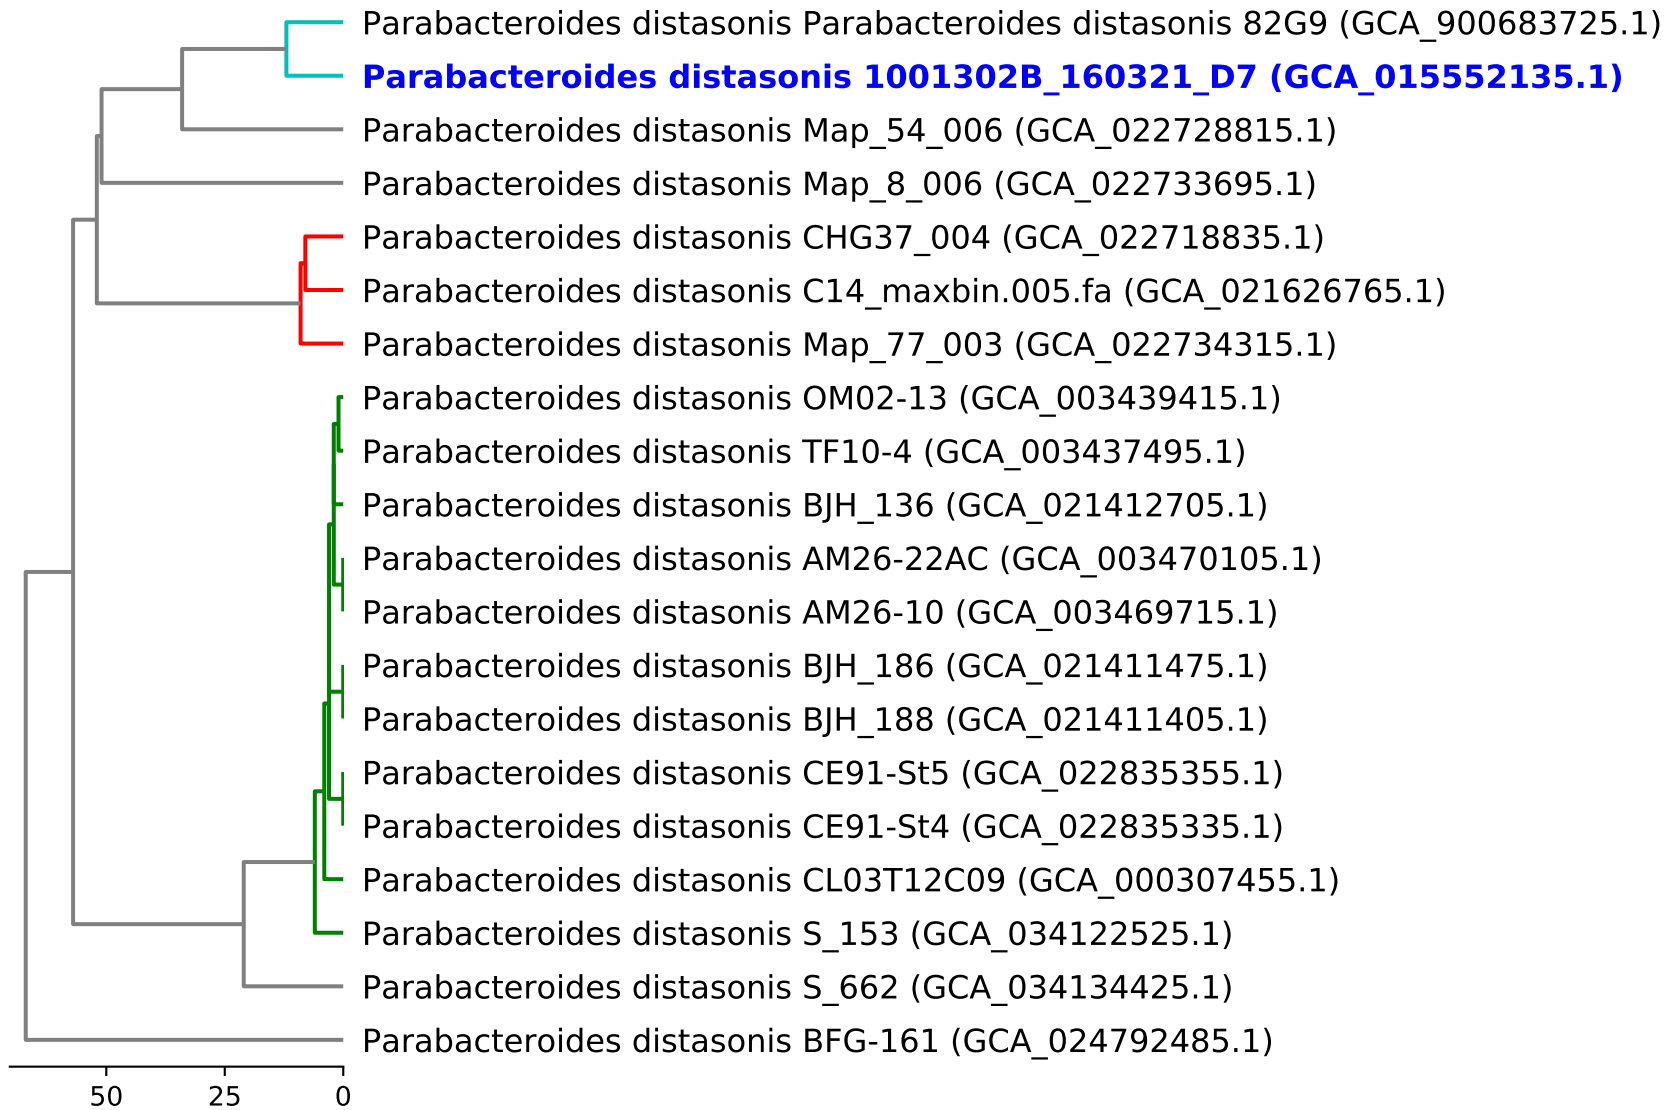 Parabacteroides distasonis Parabacteroides distasonis 82G9 (GCA_900683725.1)
Parabacteroides distasonis 1001302B_160321_D7 (GCA_015552135.1)
Parabacteroides distasonis Map_54_006 (GCA_022728815.1)
Parabacteroides distasonis Map_8_006 (GCA_022733695.1)
Parabacteroides distasonis CHG37_004 (GCA_022718835.1)
Parabacteroides distasonis C14_maxbin.005.fa (GCA_021626765.1)
Parabacteroides distasonis Map_77_003 (GCA_022734315.1)
Parabacteroides distasonis OM02-13 (GCA_003439415.1)
Parabacteroides distasonis TF10-4 (GCA_003437495.1)
Parabacteroides distasonis BJH_136 (GCA_021412705.1)
Parabacteroides distasonis AM26-22AC (GCA_003470105.1)
Parabacteroides distasonis AM26-10 (GCA_003469715.1)
Parabacteroides distasonis BJH_186 (GCA_021411475.1)
Parabacteroides distasonis BJH_188 (GCA_021411405.1)
Parabacteroides distasonis CE91-St5 (GCA_022835355.1)
Parabacteroides distasonis CE91-St4 (GCA_022835335.1)
Parabacteroides distasonis CL03T12C09 (GCA_000307455.1)
Parabacteroides distasonis S_153 (GCA_034122525.1)
Parabacteroides distasonis S_662 (GCA_034134425.1)
Parabacteroides distasonis BFG-161 (GCA_024792485.1)
50 25 0